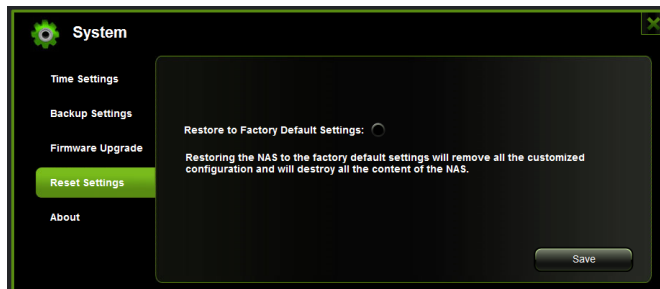 System
Time Settings
Backup Settings
Firmware Upgrade
Reset Settings
About
Restore to Factory Default Settings:
Restoring the NAS to the factory default settings will remove all the customized
configuration and will destroy all the content of the NAS.
Save